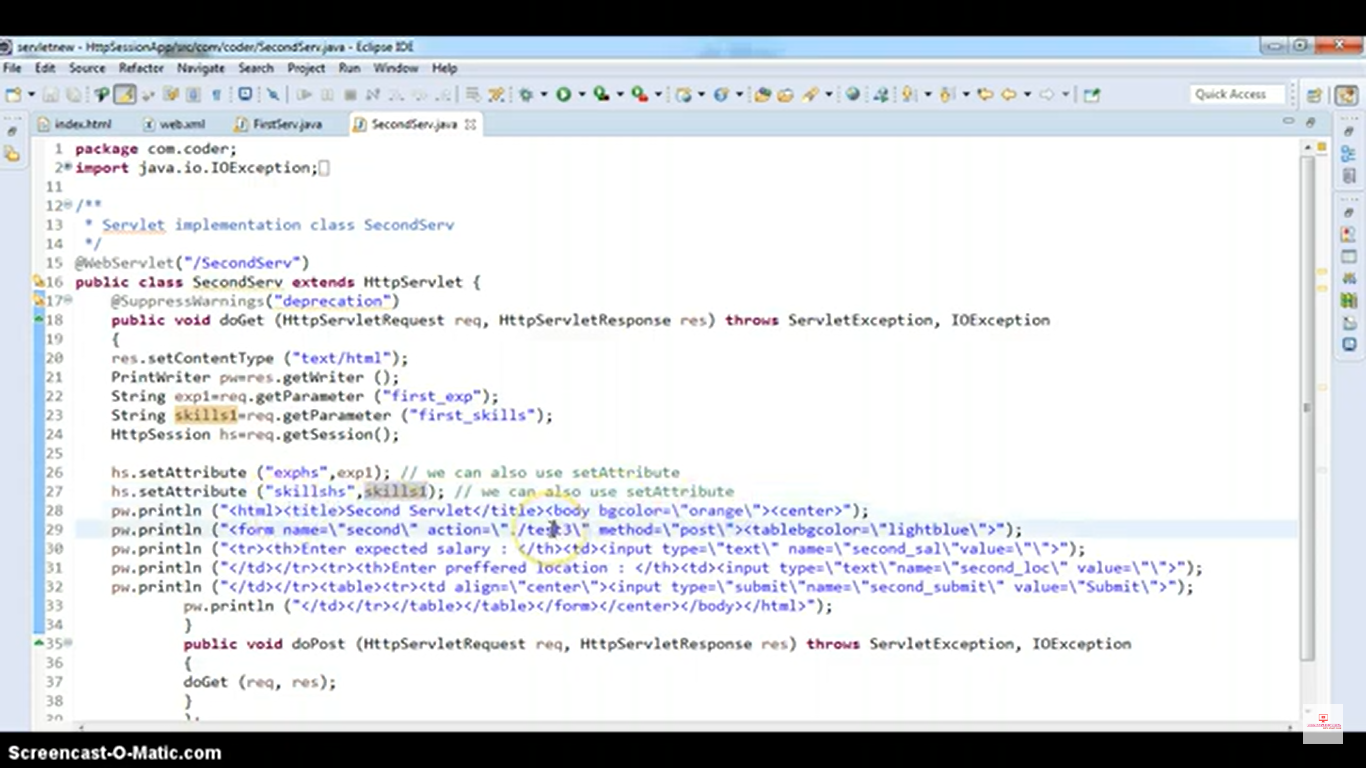 servletnew - HttpSessionApp/src/com/coder/SecondServ.java - Eclipse IDE
File Edit Source Refactor Navigate Search Project Run Window Help
Quick Access
index.html web.xml FirstServ.java SecondServ.java
1 package com.coder;
2 import java.io.IOException;
11
12 /**
13 * Servlet implementation class SecondServ
14 */
15 @WebServlet("/SecondServ")
16 public class SecondServ extends HttpServlet {
17 @SuppressWarnings("deprecation")
18 public void doGet (HttpServletRequest req, HttpServletResponse res) throws ServletException, IOException
19 {
20 res.setContentType ("text/html");
21 PrintWriter pw=res.getWriter ();
22 String exp1=req.getParameter ("first_exp");
23 String skills1=req.getParameter ("first_skills");
24 HttpSession hs=req.getSession();
25
26 hs.setAttribute ("exphs",exp1); // we can also use setAttribute
27 hs.setAttribute ("skillshs",skills1); // we can also use setAttribute
28 pw.println ("<html><title>Second Servlet</title><body bgcolor=\"orange\"><center>");
29 pw.println ("<form name=\"second\" action=\"./test3\" method=\"post\"><tablebgcolor=\"lightblue\">");
30 pw.println ("<tr><th>Enter expected salary : </th><td><input type=\"text\" name=\"second_sal\"value=\"\">");
31 pw.println ("</td></tr><tr><th>Enter preffered location : </th><td><input type=\"text\"name=\"second_loc\" value=\"\">");
32 pw.println ("</td></tr><table><tr><td align=\"center\"><input type=\"submit\"name=\"second_submit\" value=\"Submit\">");
33 pw.println ("</td></tr></table></table></form></center></body></html>");
34 }
35 public void doPost (HttpServletRequest req, HttpServletResponse res) throws ServletException, IOException
36 {
37 doGet (req, res);
38 }
Screencast-O-Matic.com